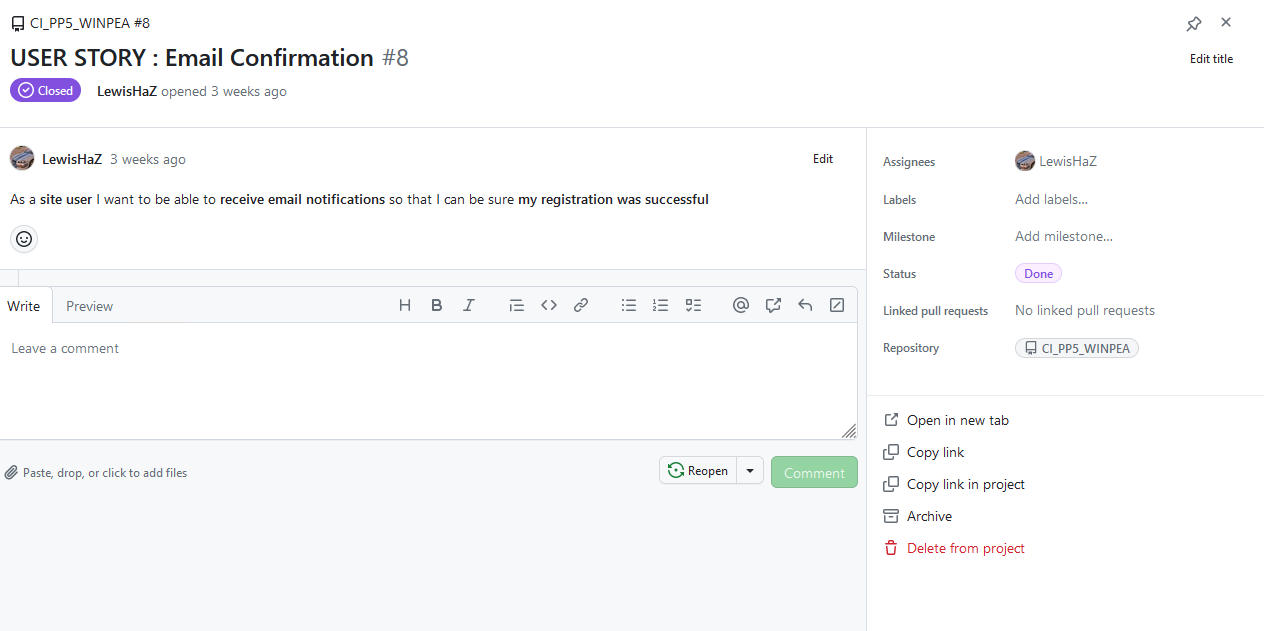 CI_PP5_WINPEA #8
USER STORY : Email Confirmation #8
Edit title
Closed
LewisHaZ opened 3 weeks ago
LewisHaZ 3 weeks ago
Edit
As a site user I want to be able to receive email notifications so that I can be sure my registration was successful
Write
Preview
Leave a comment
Paste, drop, or click to add files
Reopen
Comment
Assignees
LewisHaZ
Labels
Add labels...
Milestone
Add milestone...
Status
Done
Linked pull requests
No linked pull requests
Repository
CI_PP5_WINPEA
Open in new tab
Copy link
Copy link in project
Archive
Delete from project